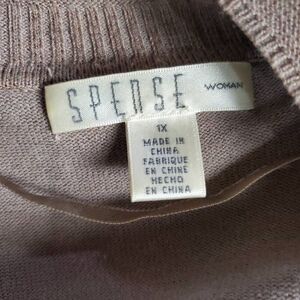 SPENSE WOMAN
1X
MADE IN
CHINA
FABRIQUE
EN CHINE
HECHO
EN CHINA